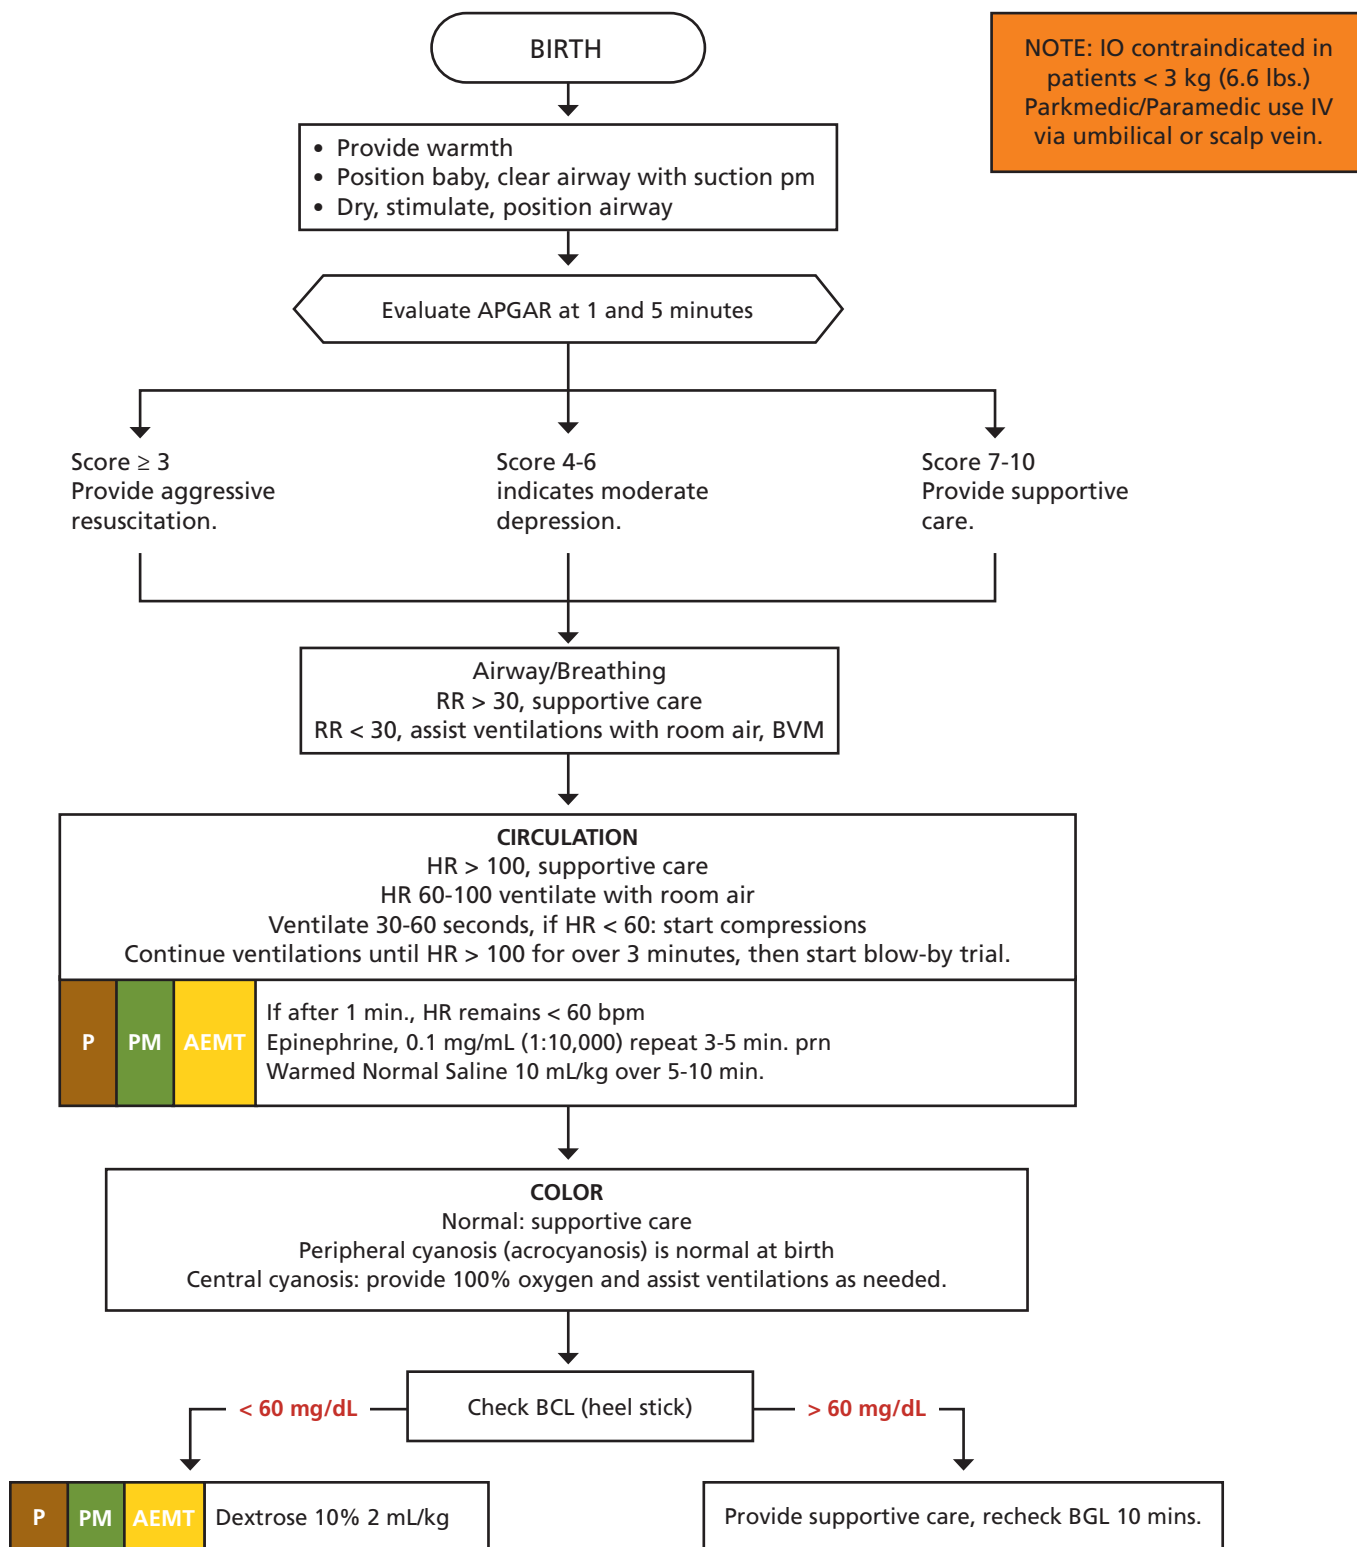 BIRTH
NOTE: IO contraindicated in
patients < 3 kg (6.6 lbs.)
Parkmedic/Paramedic use IV
via umbilical or scalp vein.
• Provide warmth
• Position baby, clear airway with suction pm
• Dry, stimulate, position airway
Evaluate APGAR at 1 and 5 minutes
Score ≥ 3
Provide aggressive
resuscitation.
Score 4-6
indicates moderate
depression.
Score 7-10
Provide supportive
care.
Airway/Breathing
RR > 30, supportive care
RR < 30, assist ventilations with room air, BVM
CIRCULATION
HR > 100, supportive care
HR 60-100 ventilate with room air
Ventilate 30-60 seconds, if HR < 60: start compressions
Continue ventilations until HR > 100 for over 3 minutes, then start blow-by trial.
P PM AEMT
If after 1 min., HR remains < 60 bpm
Epinephrine, 0.1 mg/mL (1:10,000) repeat 3-5 min. prn
Warmed Normal Saline 10 mL/kg over 5-10 min.
COLOR
Normal: supportive care
Peripheral cyanosis (acrocyanosis) is normal at birth
Central cyanosis: provide 100% oxygen and assist ventilations as needed.
< 60 mg/dL
Check BCL (heel stick)
> 60 mg/dL
P PM AEMT
Dextrose 10% 2 mL/kg
Provide supportive care, recheck BGL 10 mins.